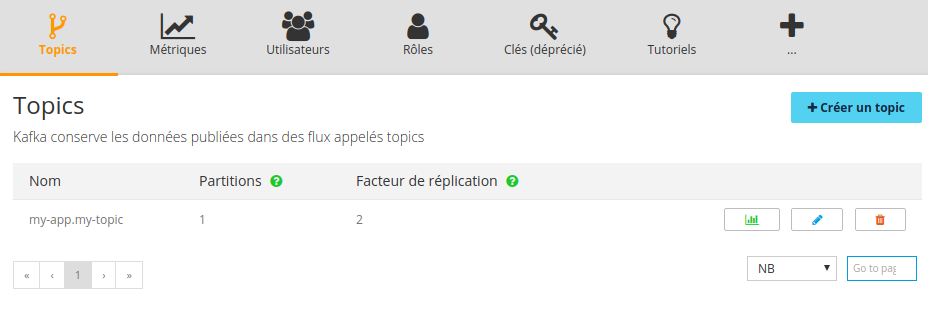 Topics
Métriques
Utilisateurs
Rôles
Clés (déprécié)
Tutoriels
...
Topics
Créer un topic
Kafka conserve les données publiées dans des flux appelés topics
Nom Partitions ? Facteur de réplication ?
my-app.my-topic 1 2
« ‹ 1 › »
NB
Go to pag